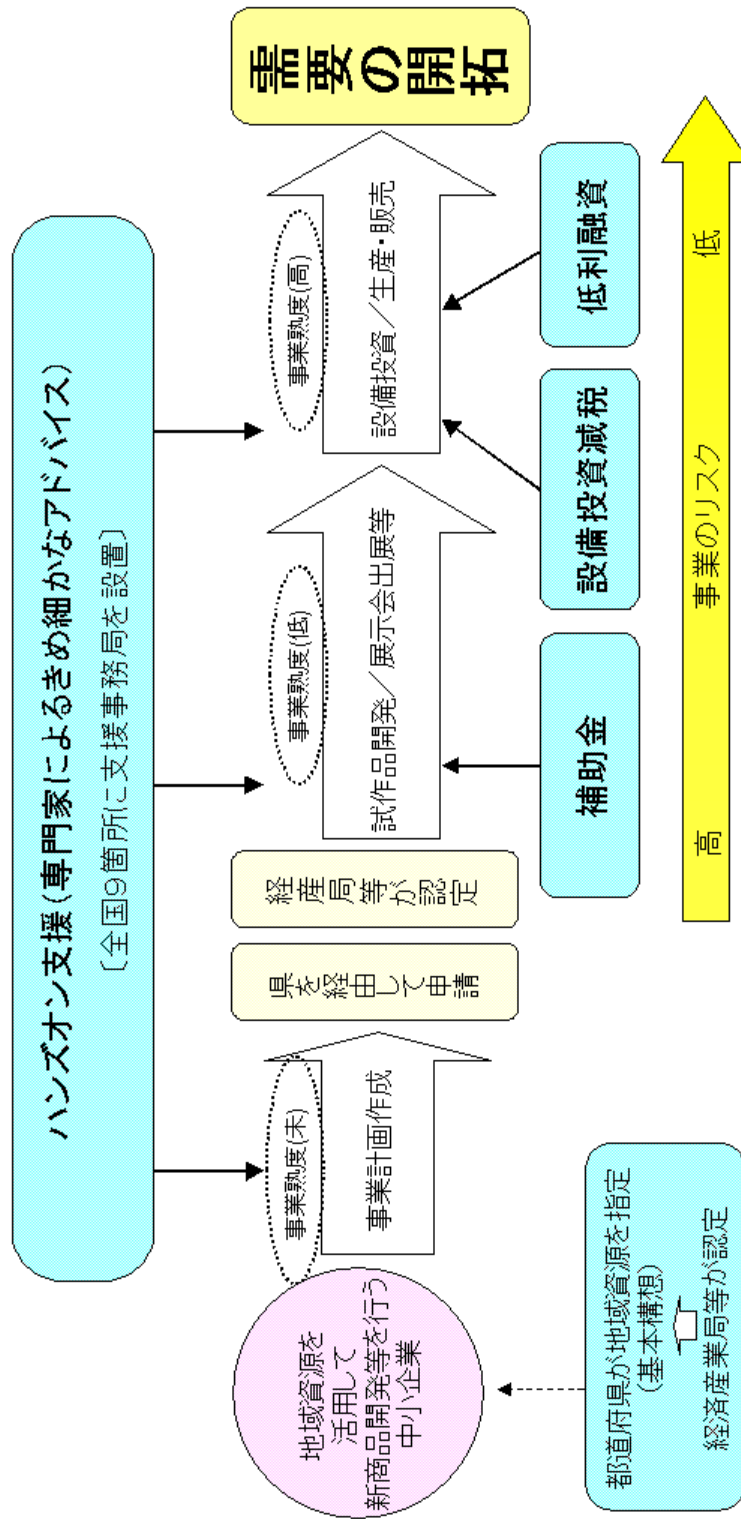 ハンズオン支援(専門家によるきめ細かなアドバイス)
〔全国9箇所に支援事務局を設置〕
地域資源を
活用して
新商品開発等を行う
中小企業
事業熟度(未)
事業計画作成
県を経由して申請
経産局等が認定
事業熟度(低)
試作品開発／展示会出展等
事業熟度(高)
設備投資／生産・販売
需要の開拓
都道府県が地域資源を指定
(基本構想)
経済産業局等が認定
補助金
設備投資減税
低利融資
高
事業のリスク
低